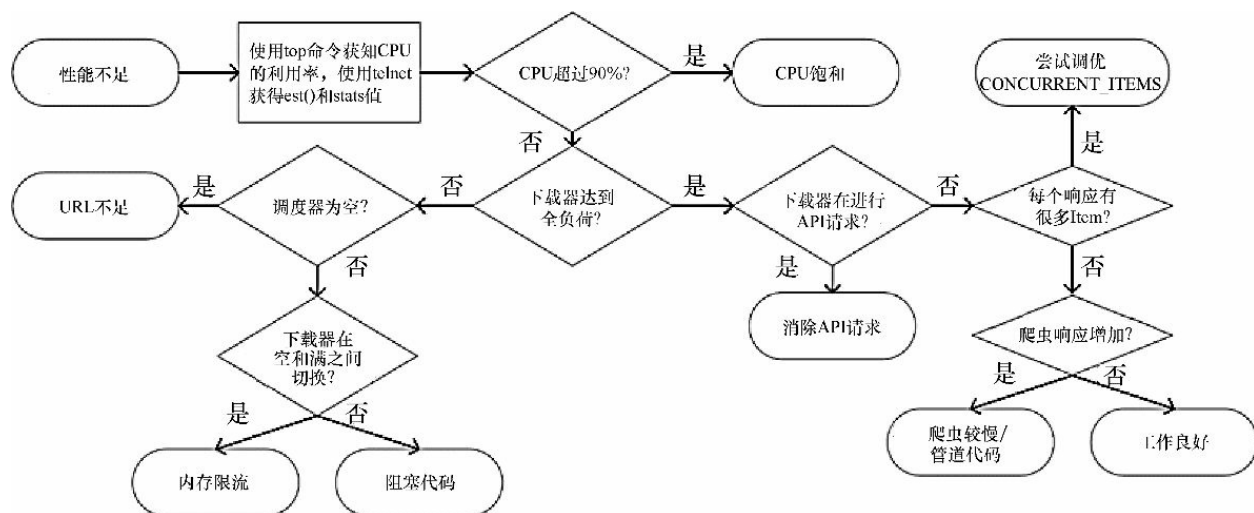 性能不足
使用top命令获知CPU
的利用率，使用telnet
获得est()和stats值
CPU超过90%?
是
CPU饱和
尝试调优
CONCURRENT_ITEMS
否
是
URL不足
是
调度器为空?
否
下载器达到
全负荷?
是
下载器在进行
API请求?
否
每个响应有
很多Item?
否
是
否
下载器在
空和满之间
切换?
消除API请求
爬虫响应增加?
是
否
是
否
内存限流
阻塞代码
爬虫较慢/
管道代码
工作良好